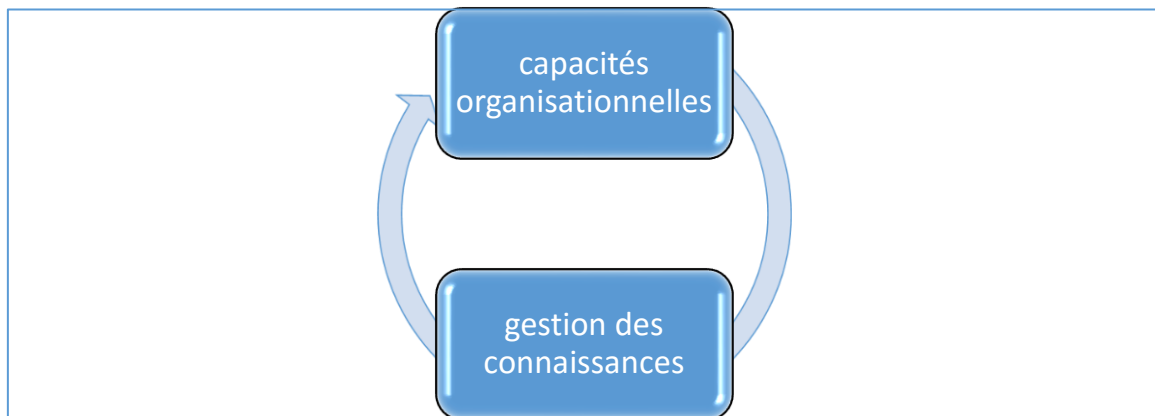 capacités
organisationnelles
gestion des
connaissances